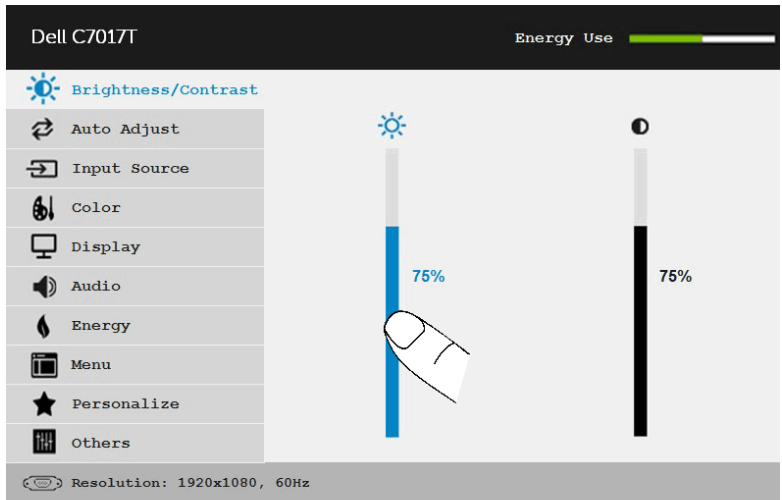 Dell C7017T
Energy Use
Brightness/Contrast
Auto Adjust
Input Source
Color
Display
75%
75%
Audio
Energy
Menu
Personalize
Others
Resolution: 1920x1080, 60Hz